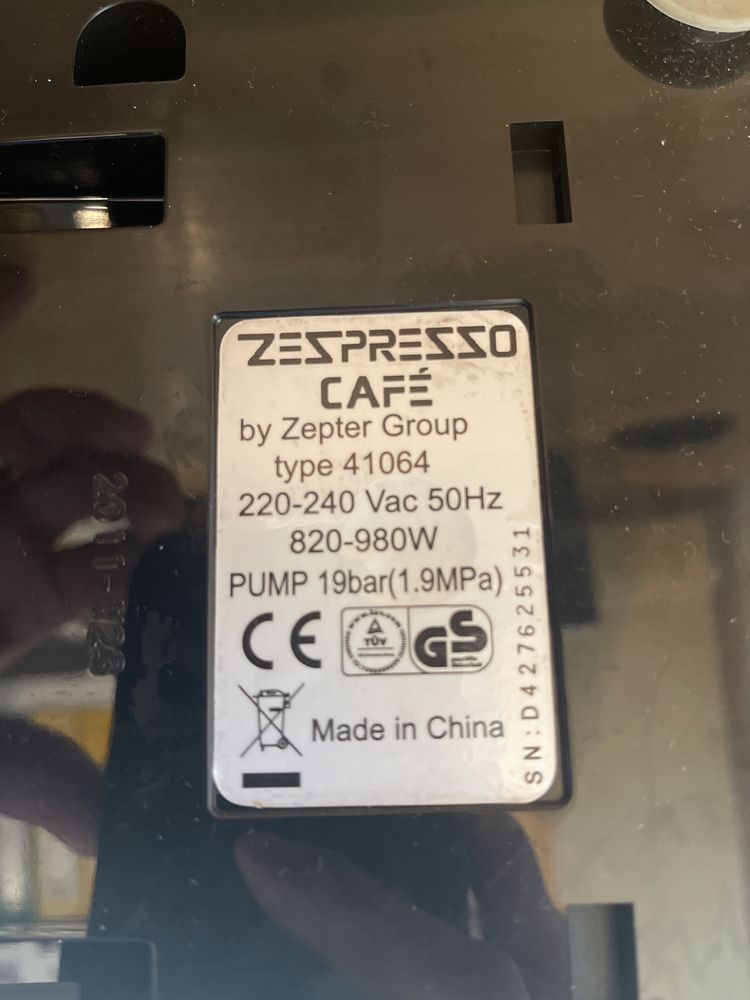 ZESPRESSO
CAFÉ
by Zepter Group
type 41064
220-240 Vac 50Hz
820-980W
PUMP 19bar(1.9MPa)
CE
TÜV
GS
Made in China
SN:D427625531